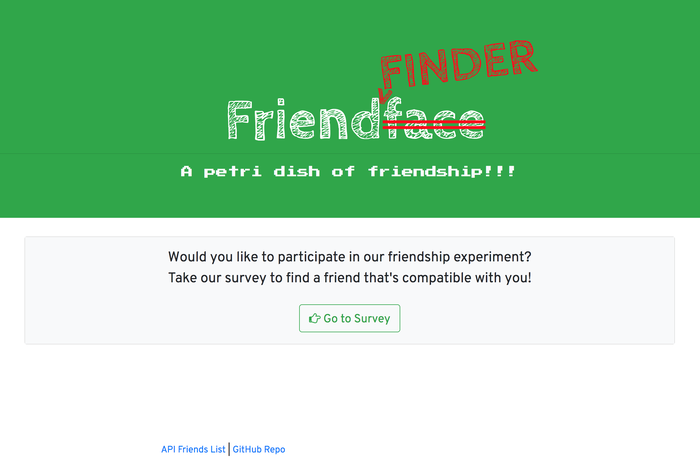 FINDER
Friendface
A petri dish of friendship!!!
Would you like to participate in our friendship experiment?
Take our survey to find a friend that's compatible with you!
Go to Survey
API Friends List | GitHub Repo